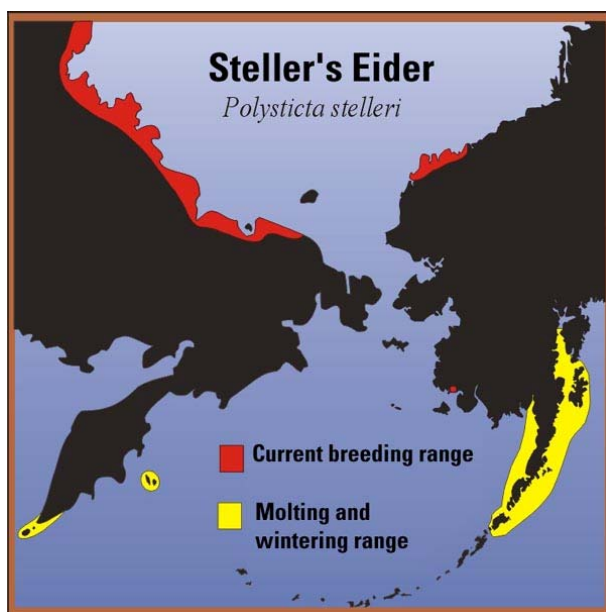 Steller's Eider
Polysticta stelleri
Current breeding range
Molting and
wintering range